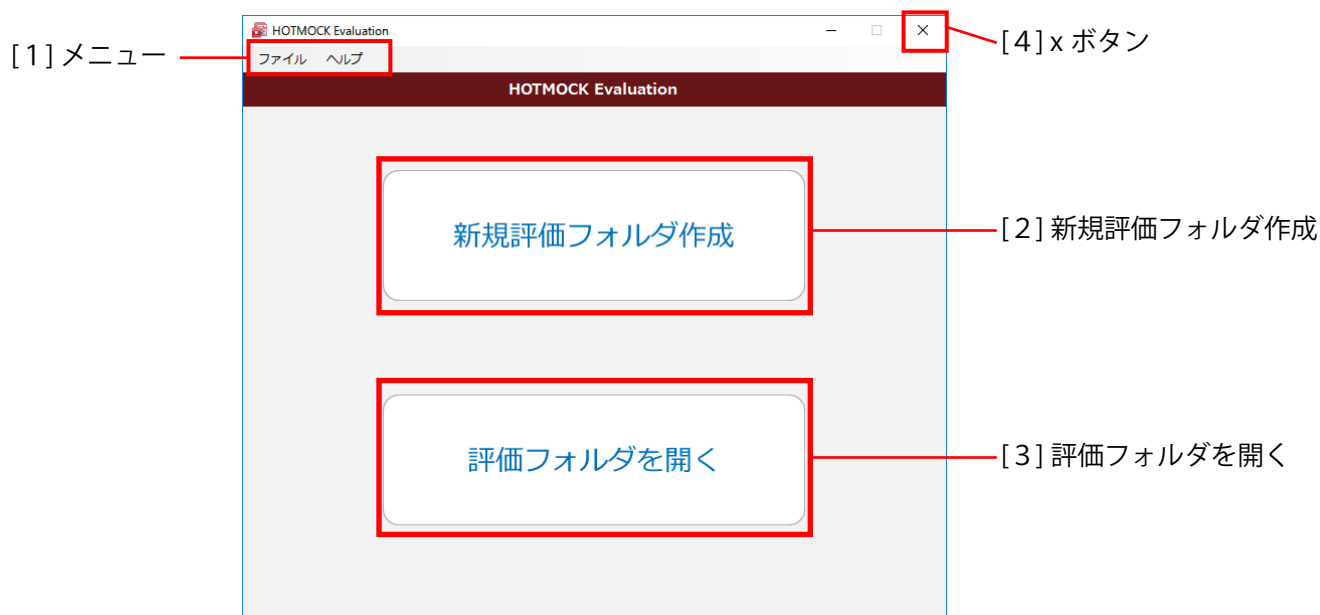 HOTMOCK Evaluation
[4] x ボタン
[1] メニュー
ファイル ヘルプ
HOTMOCK Evaluation
新規評価フォルダ作成
[2] 新規評価フォルダ作成
評価フォルダを開く
[3] 評価フォルダを開く